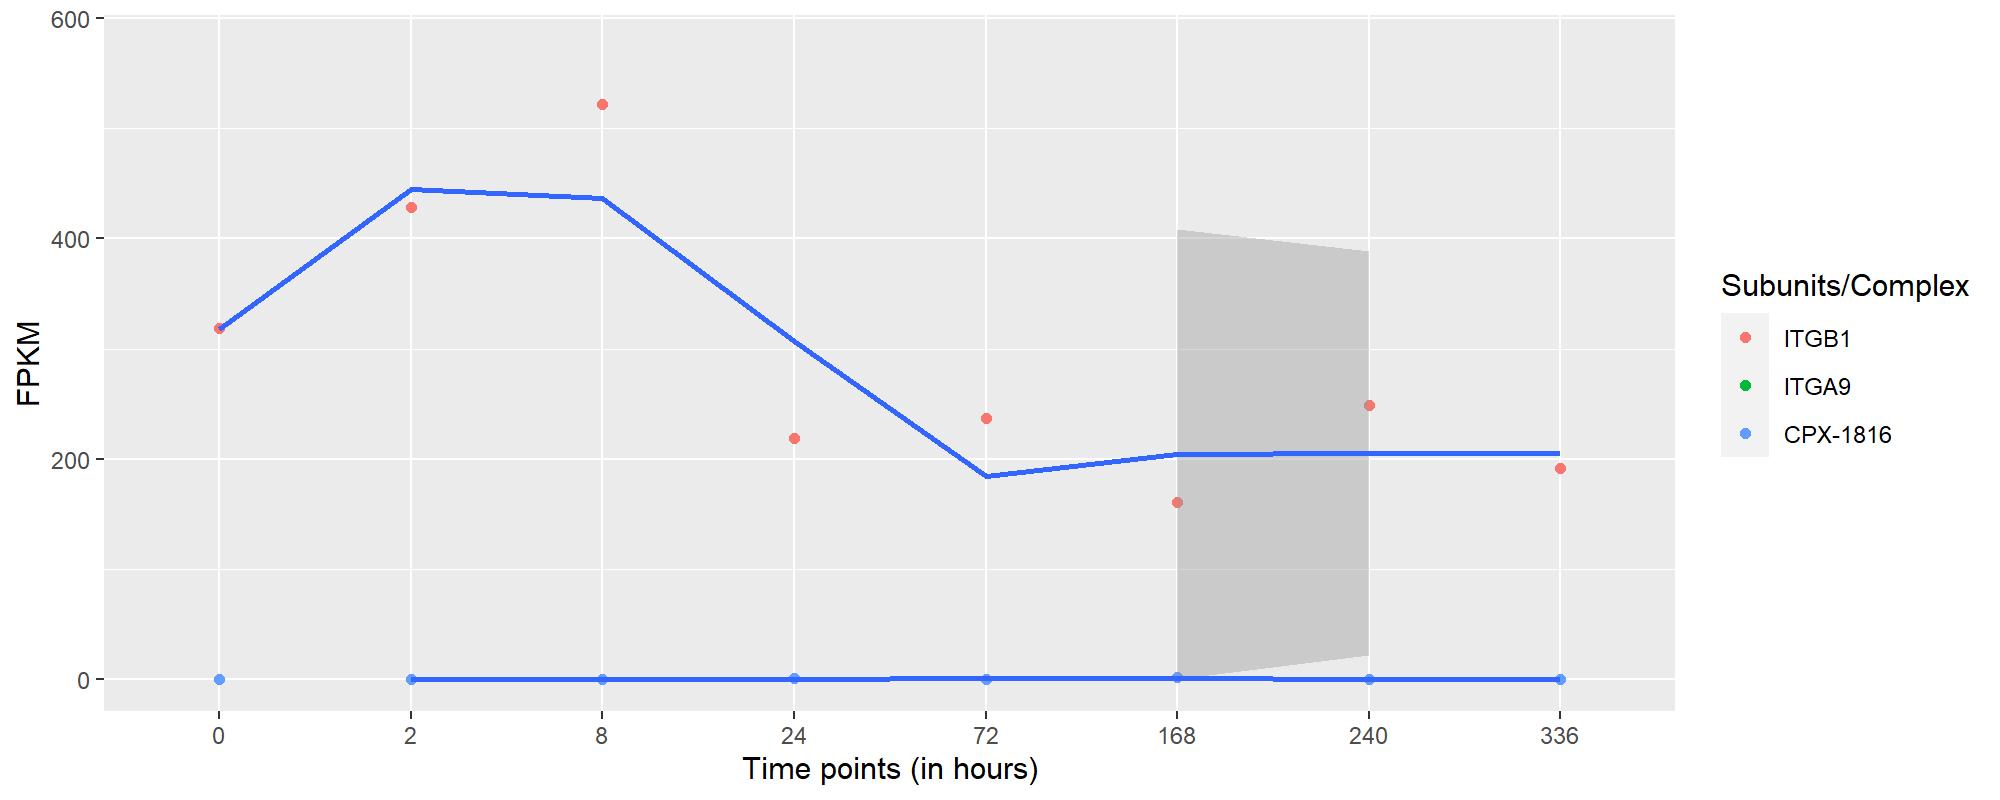 600
400
200
0
FPKM
0 2 8 24 72 168 240 336
Time points (in hours)
Subunits/Complex
ITGB1
ITGA9
CPX-1816